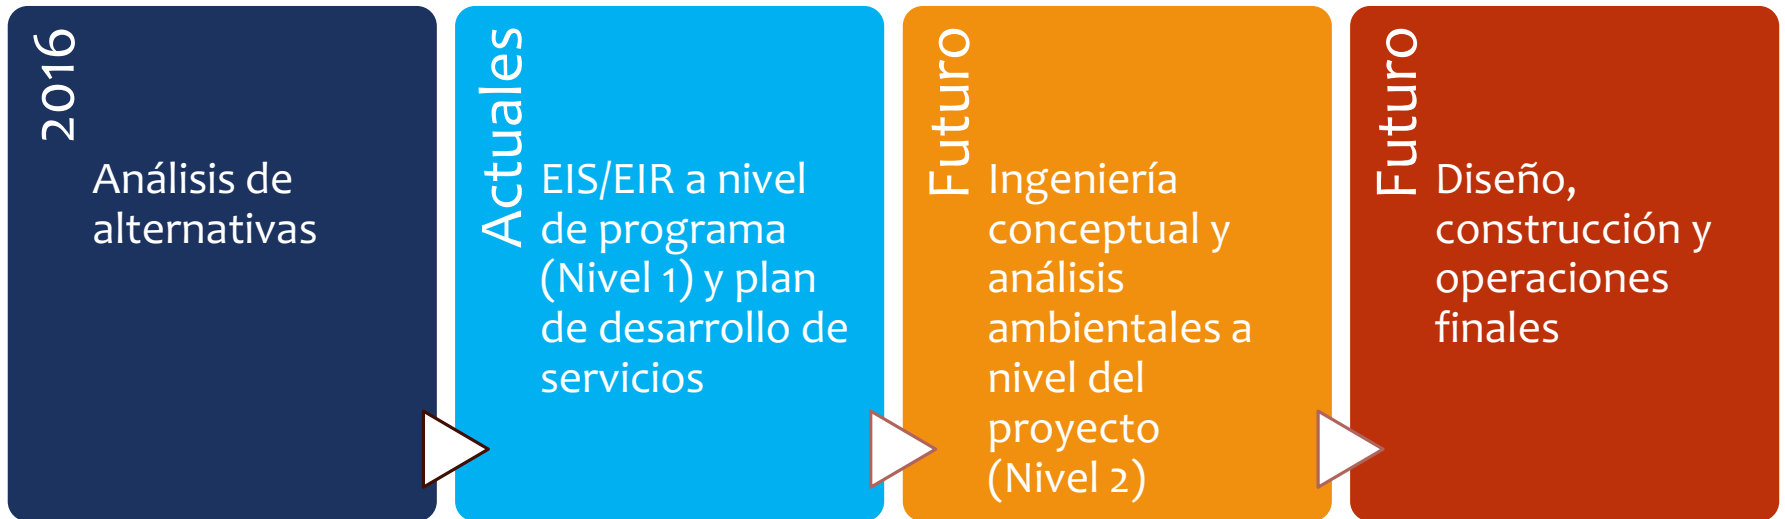 2016
Análisis de
alternativas
Actuales
EIS/EIR a nivel
de programa
(Nivel 1) y plan
de desarrollo de
servicios
Futuro
Ingeniería
conceptual y
análisis
ambientales a
nivel del
proyecto
(Nivel 2)
Futuro
Diseño,
construcción y
operaciones
finales